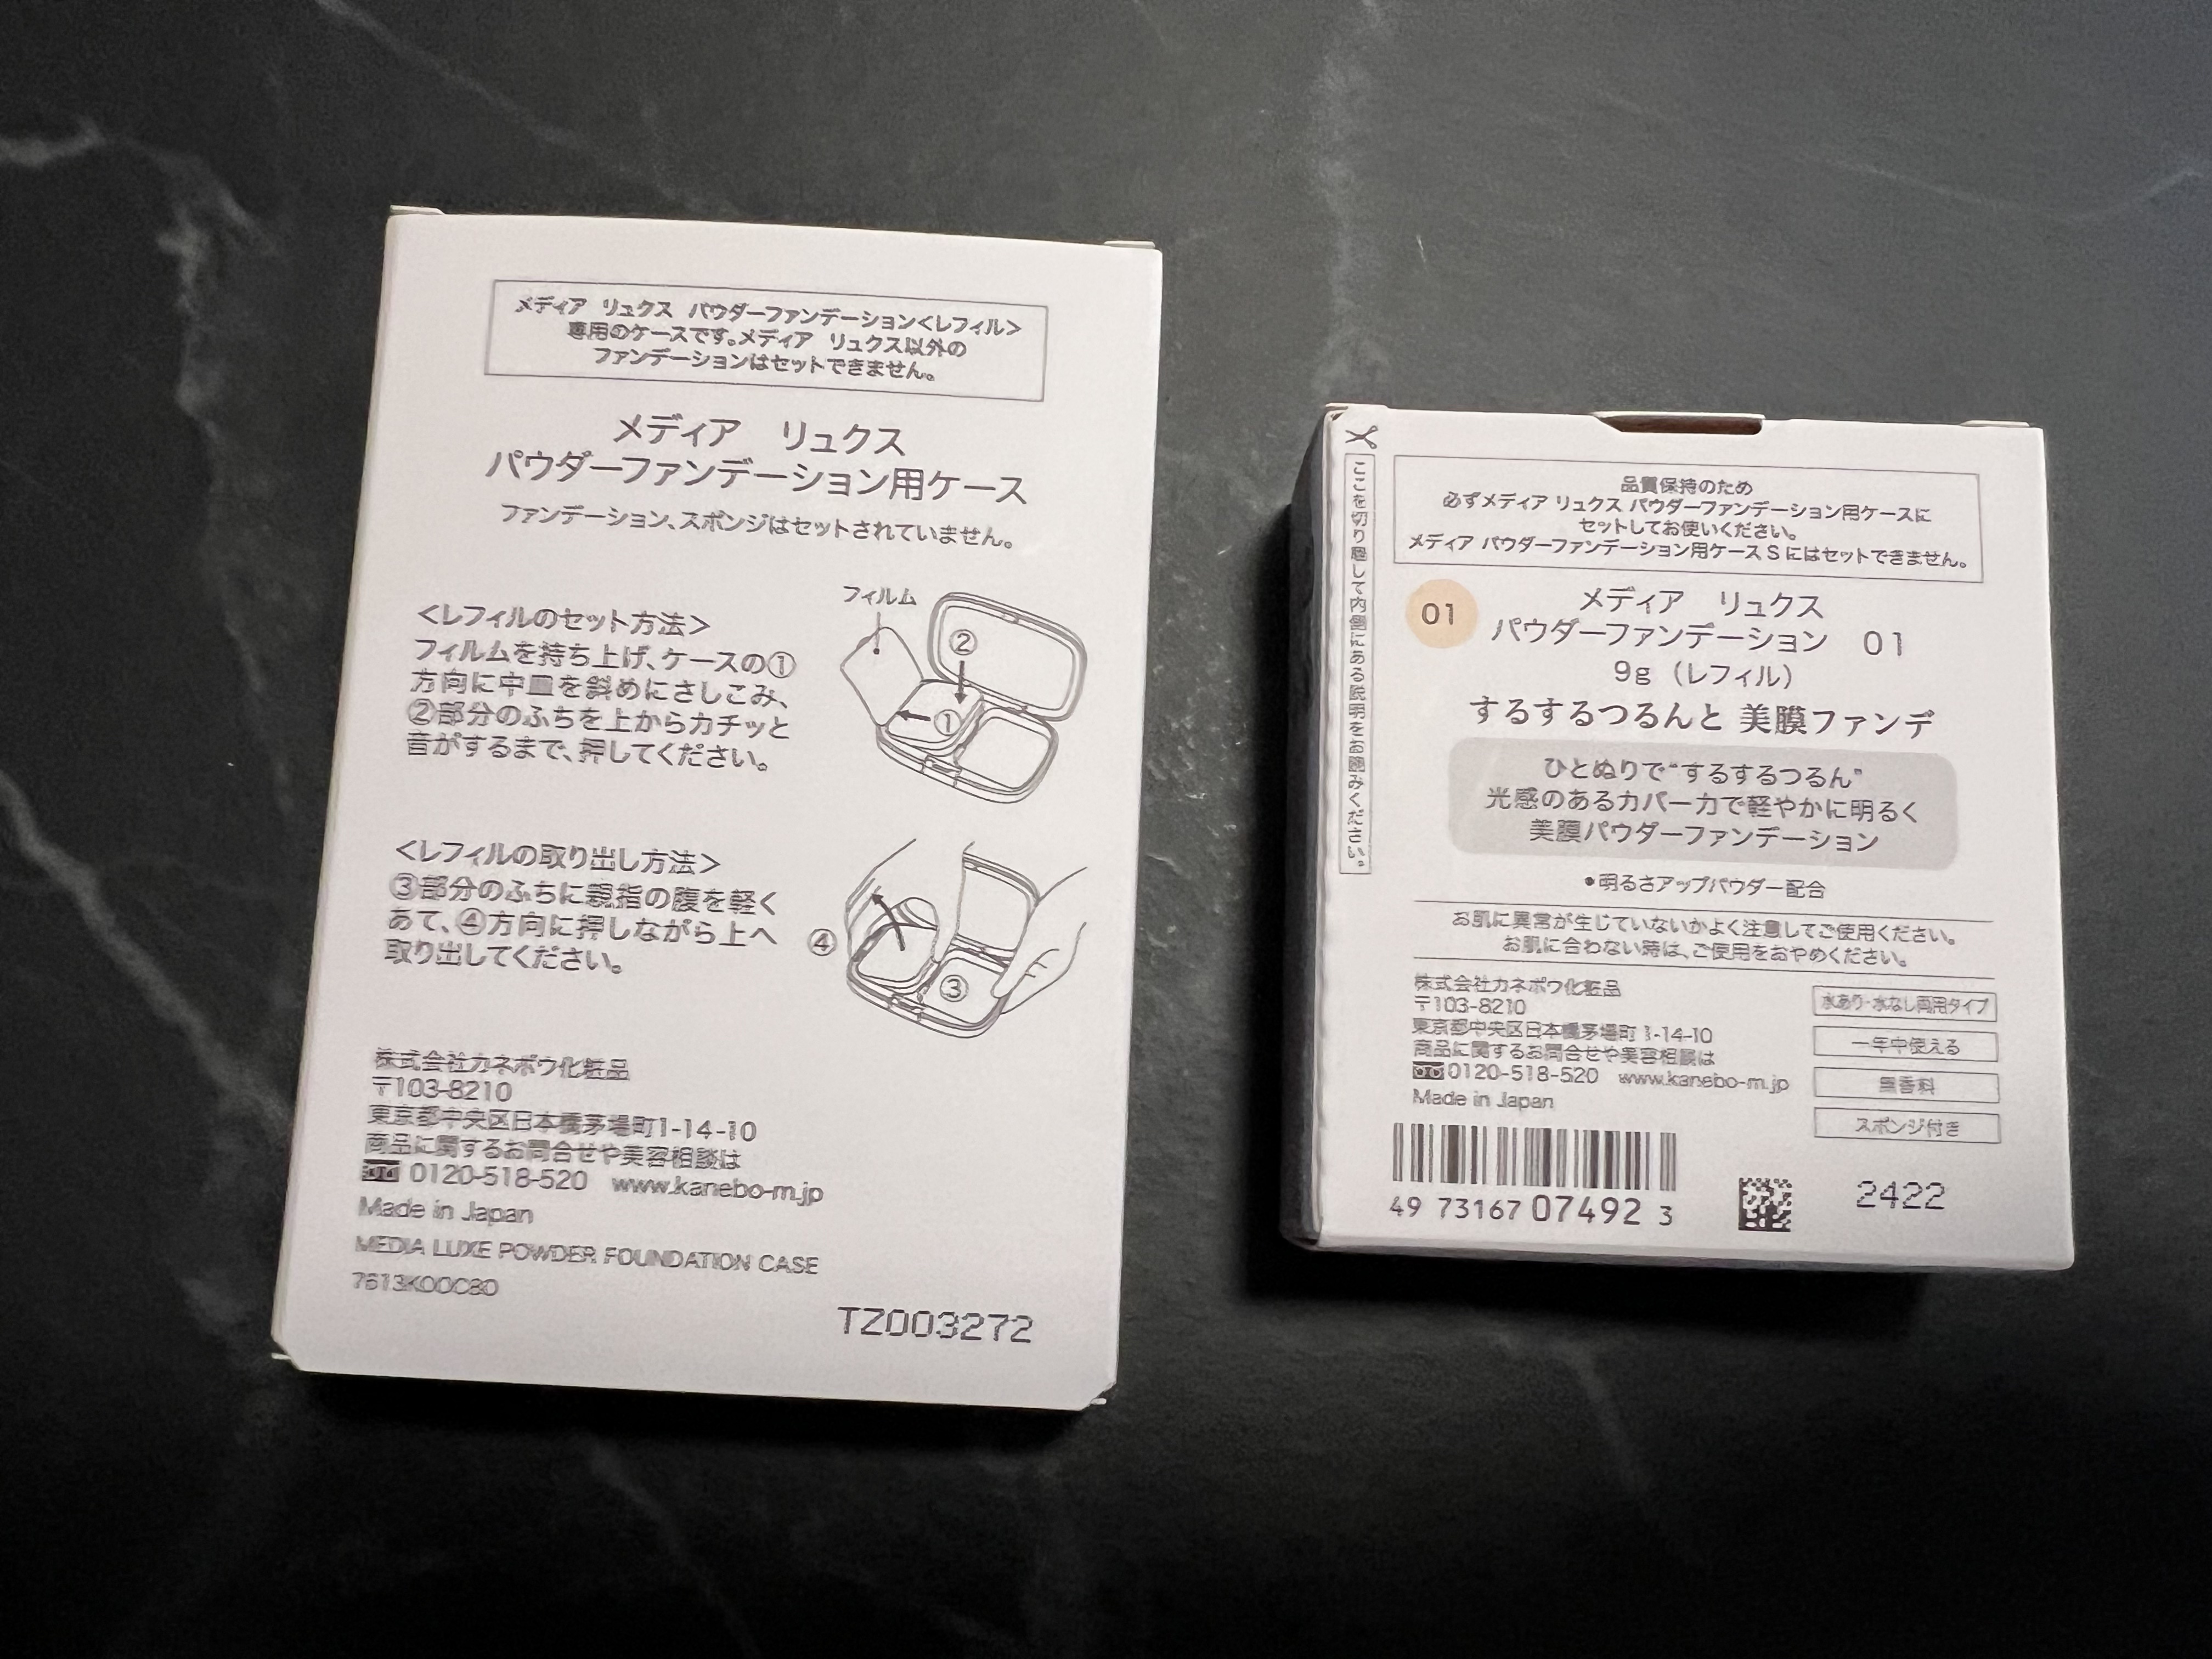 メディア　リュクス　パウダーファンデーション<レフィル>
専用のケースです。メディア　リュクス以外の
ファンデーションはセットできません。
メディア　リュクス
パウダーファンデーション用ケース
ファンデーション、スポンジはセットされていません。
<レフィルのセット方法>
フィルムを持ち上げ、ケースの①
方向に中皿を斜めにさしこみ、
②部分のふちを上からカチッと
音がするまで、押してください。
フィルム
②
①
<レフィルの取り出し方法>
③部分のふちに親指の腹を軽く
あて、④方向に押しながら上へ
取り出してください。
④
③
株式会社カネボウ化粧品
〒103-8210
東京都中央区日本橋茅場町1-14-10
商品に関するお問合せや美容相談は
0120-518-520　www.kanebo-m.jp
Made in Japan
MEDIA LUXE POWDER FOUNDATION CASE
7613K00C80
TZ003272
ここを切り離して内側にある説明をお読みください。
品質保持のため
必ずメディア リュクス パウダーファンデーション用ケースに
セットしてお使いください。
メディア パウダーファンデーション用ケースＳにはセットできません。
01
メディア　リュクス
パウダーファンデーション　01
9g（レフィル）
するするつるんと 美膜ファンデ
ひとぬりで“するするつるん”
光感のあるカバー力で軽やかに明るく
美膜パウダーファンデーション
•明るさアップパウダー配合
お肌に異常が生じていないかよく注意してご使用ください。
お肌に合わない時は、ご使用をおやめください。
株式会社カネボウ化粧品
〒103-8210
東京都中央区日本橋茅場町 1-14-10
商品に関するお問合せや美容相談は
0120-518-520　www.kanebo-m.jp
Made in Japan
水あり・水なし両用タイプ
一年中使える
無香料
スポンジ付き
49 73167 07492 3
2422